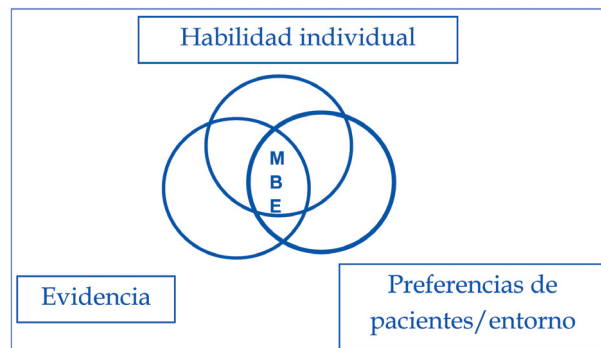 Habilidad individual
M
B
E
Evidencia
Preferencias de
pacientes/entorno